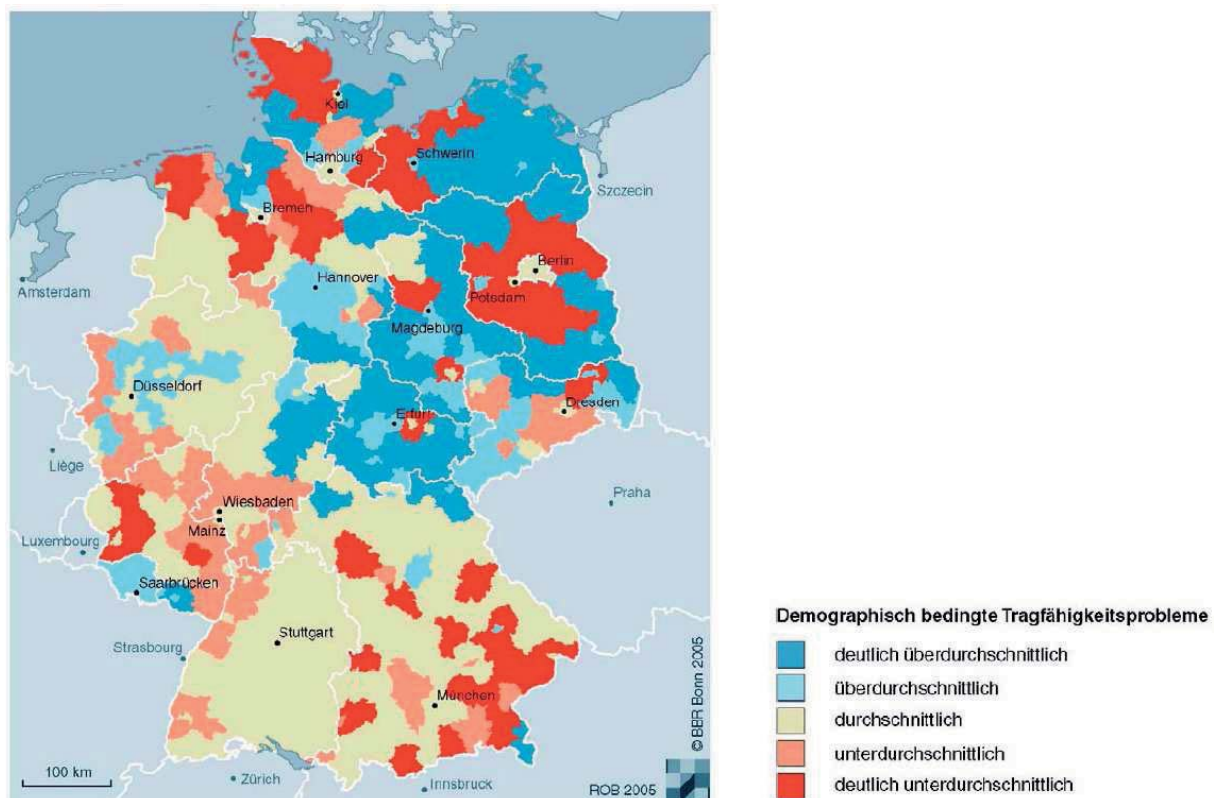 Kiel
Hamburg
Schwerin
Szczecin
Bremen
Berlin
Hannover
Potsdam
Amsterdam
Magdeburg
Düsseldorf
Erfurt
Dresden
Liège
Praha
Wiesbaden
Mainz
Luxembourg
Saarbrücken
Stuttgart
Strasbourg
München
© BBR Bonn 2005
100 km
Zürich
Innsbruck
ROB 2005
Demographisch bedingte Tragfähigkeitsprobleme
deutlich überdurchschnittlich
überdurchschnittlich
durchschnittlich
unterdurchschnittlich
deutlich unterdurchschnittlich